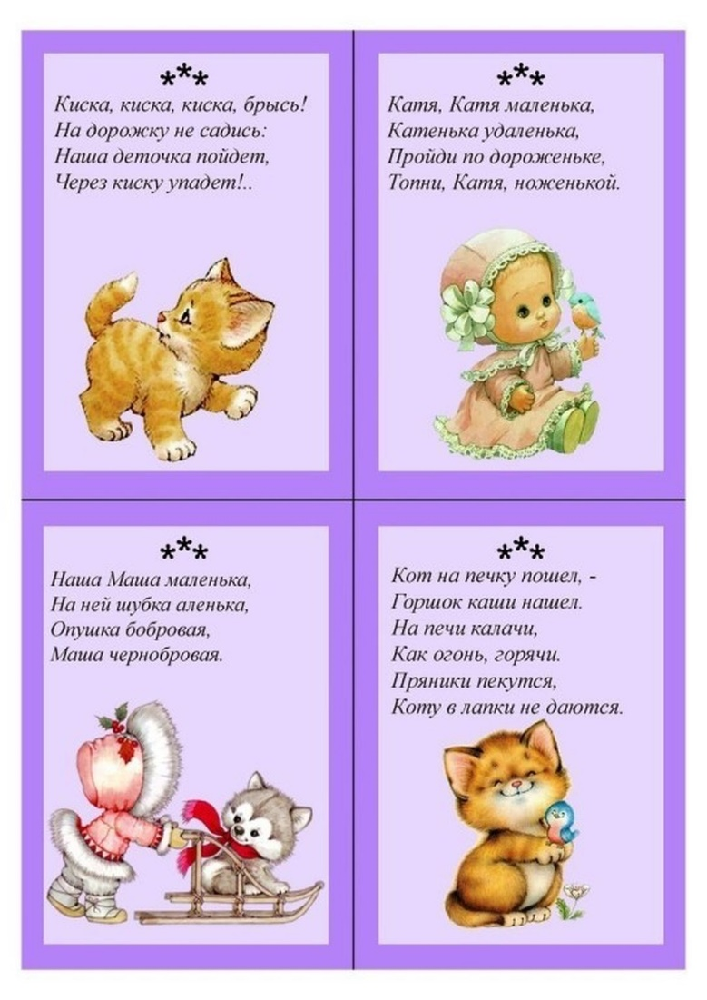 ***
Киска, киска, киска, брысь!
На дорожку не садись:
Наша деточка пойдет,
Через киску упадет!..
***
Катя, Катя маленька,
Катенька удаленька,
Пройди по дороженьке,
Топни, Катя, ноженькой.
***
Наша Маша маленька,
На ней шубка аленька,
Опушка бобровая,
Маша чернобровая.
***
Кот на печку пошел, -
Горшок каши нашел.
На печи калачи,
Как огонь, горячи.
Пряники пекутся,
Коту в лапки не даются.